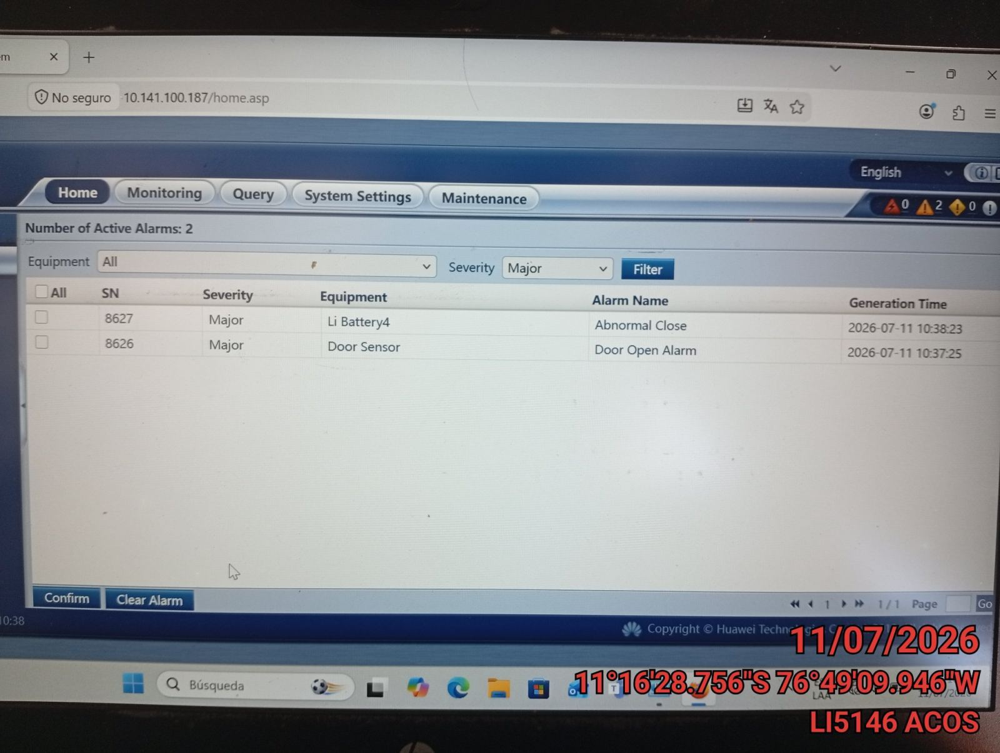 em
No seguro 10.141.100.187/home.asp
English
Home Monitoring Query System Settings Maintenance
0 2 0
Number of Active Alarms: 2
Equipment All Severity Major Filter
All SN Severity Equipment Alarm Name Generation Time
8627 Major Li Battery4 Abnormal Close 2026-07-11 10:38:23
8626 Major Door Sensor Door Open Alarm 2026-07-11 10:37:25
Confirm Clear Alarm 1 1/1 Page Go
10:38
Copyright © Huawei
11/07/2026
Búsqueda
11°16'28.756"S 76°49'09.946"W
LAA
LI5146 ACOS